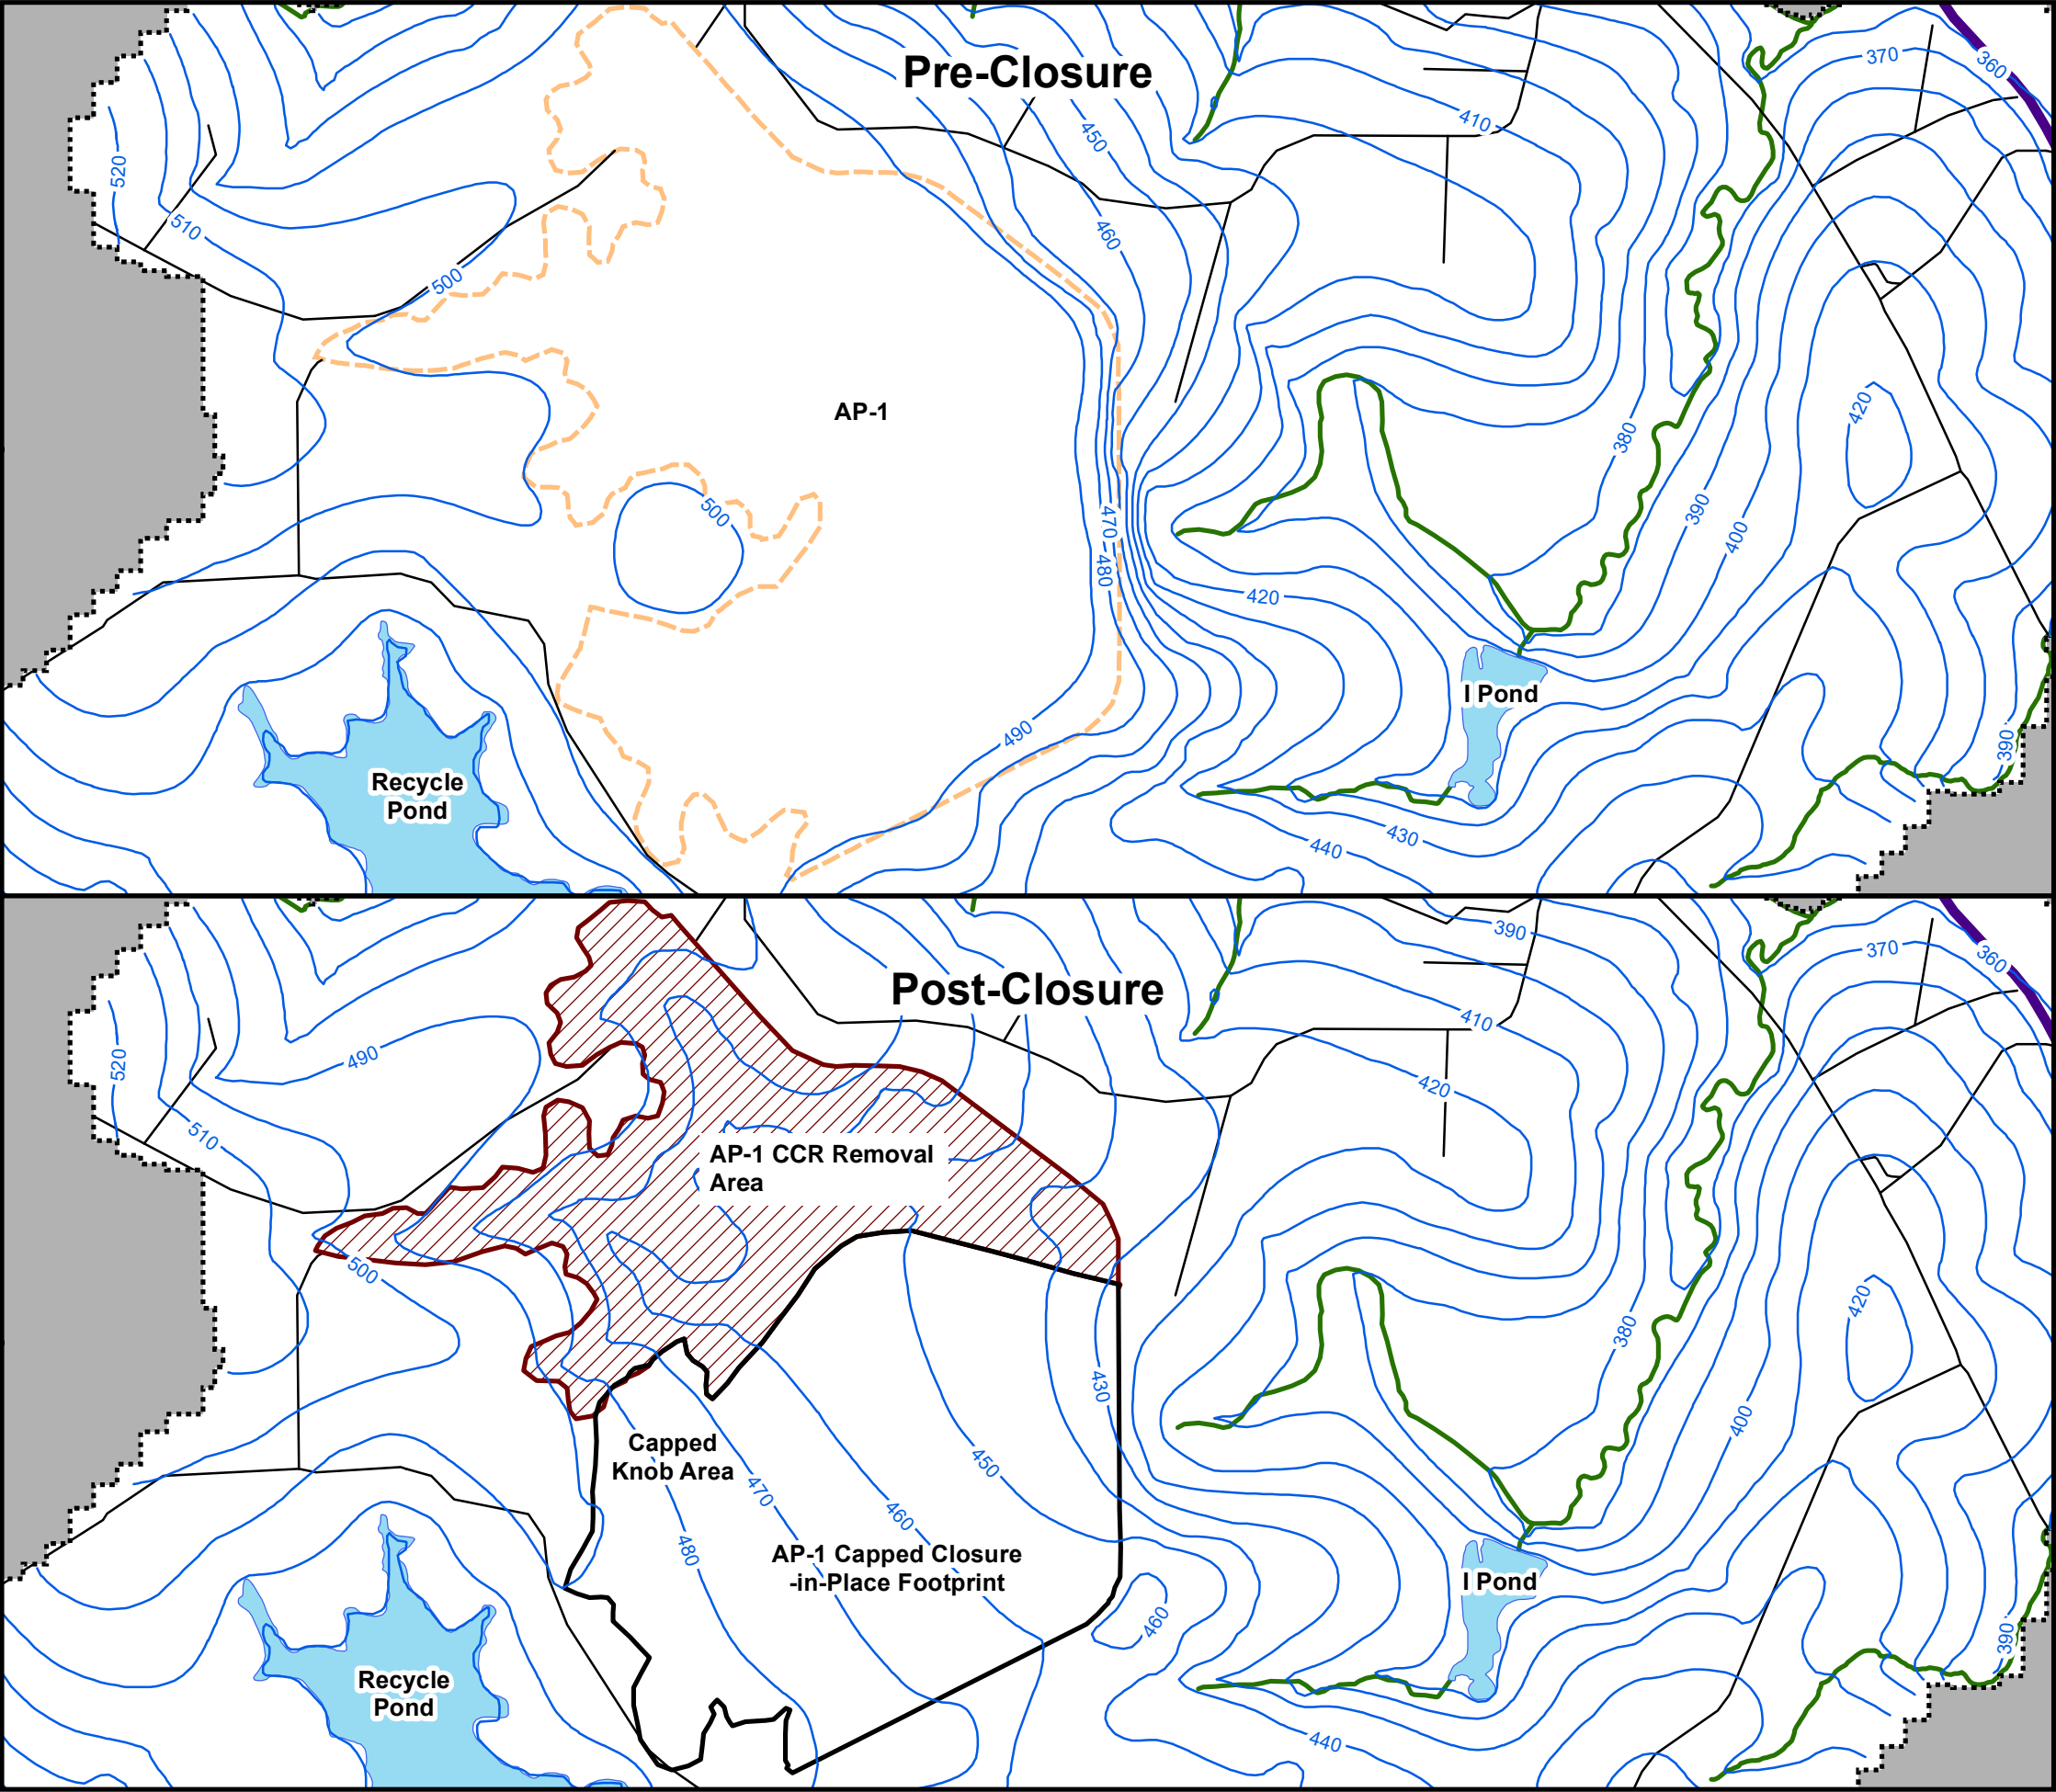 Pre-Closure
370
360
450
410
520
510
460
500
AP-1
420
380
500
390
470
400
480
420
I Pond
490
390
Recycle
Pond
430
440
390
370
360
Post-Closure
410
490
520
420
510
AP-1 CCR Removal
Area
500
420
380
430
400
Capped
Knob Area
450
470
460
480
AP-1 Capped Closure
-in-Place Footprint
I Pond
460
390
Recycle
Pond
440